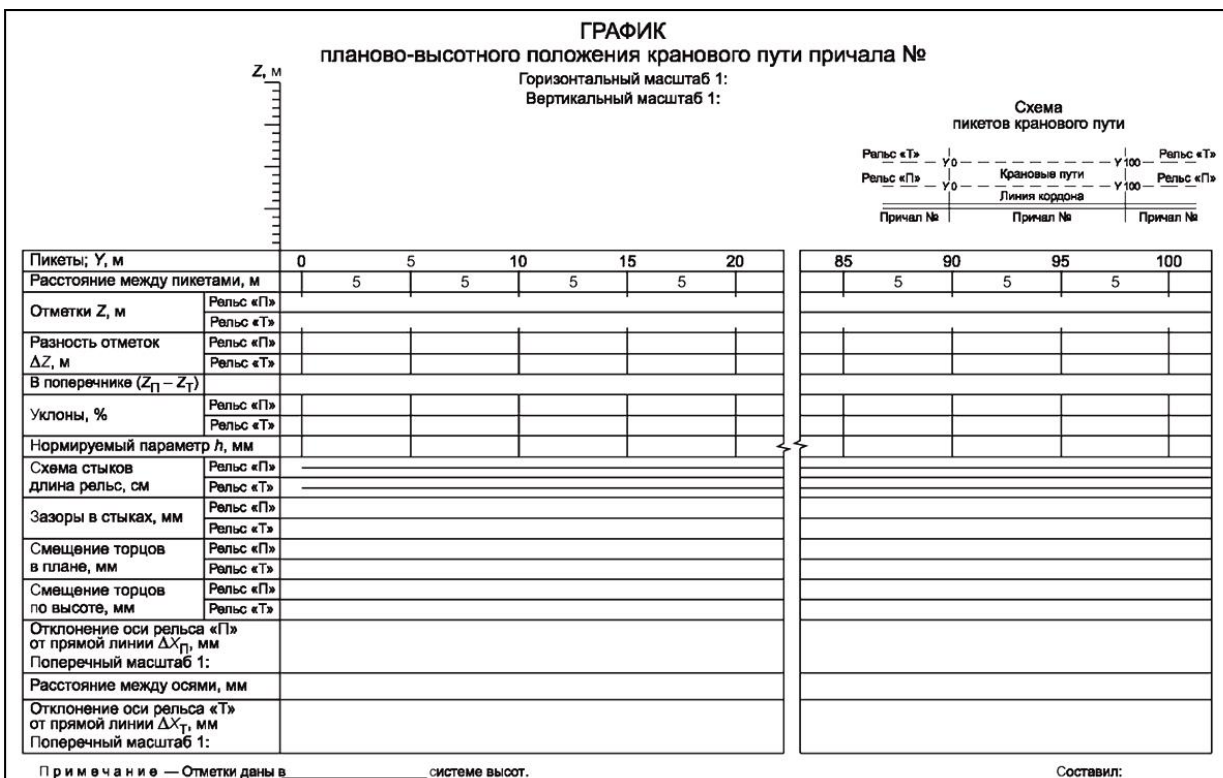 ГРАФИК
планово-высотного положения кранового пути причала №
Z, м
Горизонтальный масштаб 1:
Вертикальный масштаб 1:
Схема
пикетов кранового пути
Рельс «Т» Y 0 Y 100 Рельс «Т»
Крановые пути
Рельс «П» Y 0 Y 100 Рельс «П»
Линия кордона
Причал № Причал № Причал №
Пикеты; Y, м 0 5 10 15 20 85 90 95 100
Расстояние между пикетами, м 5 5 5 5 5 5 5
Отметки Z, м Рельс «П»
Рельс «Т»
Разность отметок Рельс «П»
ΔZ, м Рельс «Т»
В поперечнике (ZП – ZТ)
Уклоны, % Рельс «П»
Рельс «Т»
Нормируемый параметр h, мм
Схема стыков Рельс «П»
длина рельс, см Рельс «Т»
Зазоры в стыках, мм Рельс «П»
Рельс «Т»
Смещение торцов Рельс «П»
в плане, мм Рельс «Т»
Смещение торцов Рельс «П»
по высоте, мм Рельс «Т»
Отклонение оси рельса «П»
от прямой линии ΔXП, мм
Поперечный масштаб 1:
Расстояние между осями, мм
Отклонение оси рельса «Т»
от прямой линии ΔXТ, мм
Поперечный масштаб 1:
Примечание — Отметки даны в системе высот.
Составил: